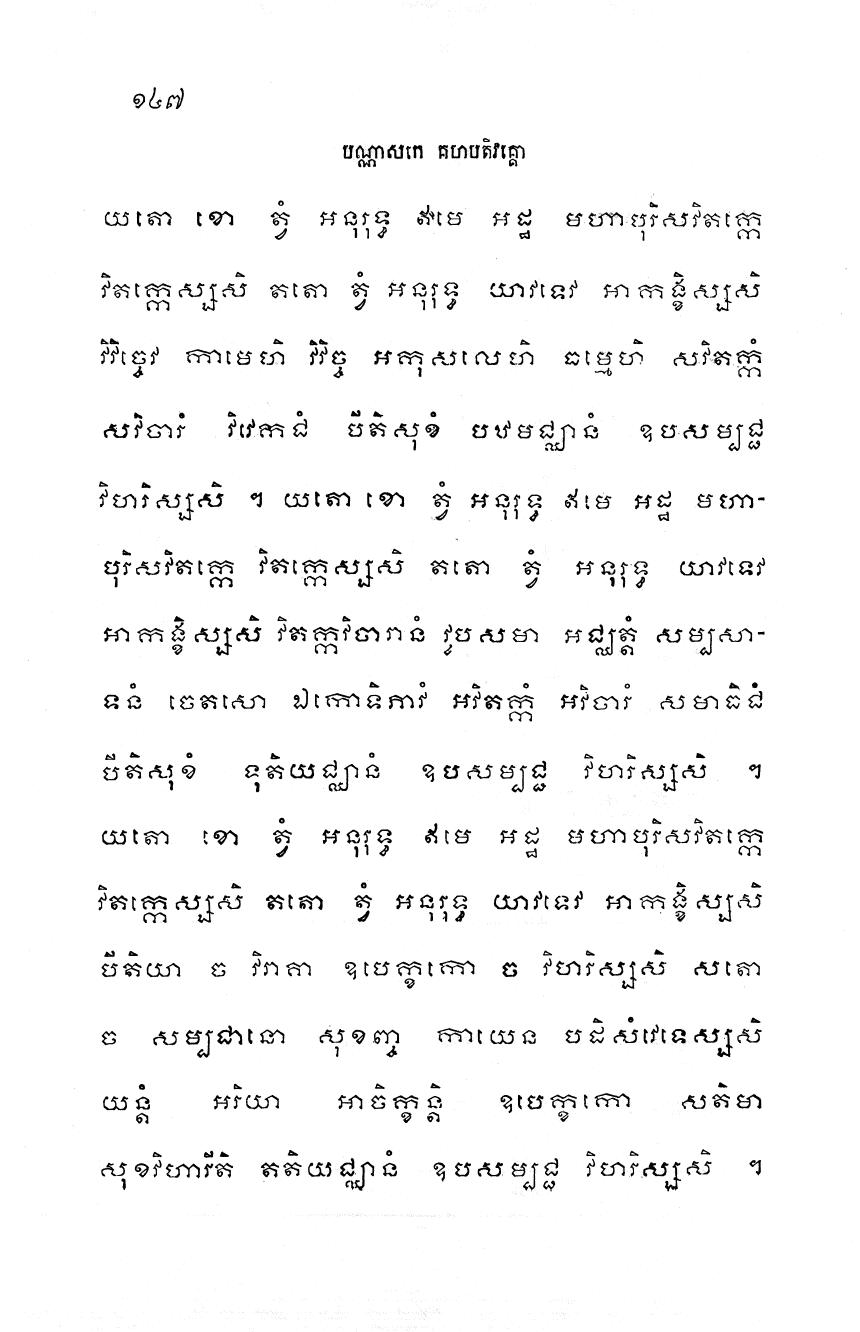 ១៤៧
បណ្ណាសកេ គហបតិវគ្គោ
យតោ ខោ ត្វំ អនុរុទ្ធ ឥមេ អដ្ឋ មហាបុរិសវិតក្កេ
វិតក្កេស្សសិ តតោ ត្វំ អនុរុទ្ធ យាវទេវ អាកង្ខិស្សសិ
វិវិច្ចេវ កាមេហិ វិវិច្ច អកុសលេហិ ធម្មេហិ សវិតក្កំ
សវិចារំ វិវេកជំ បីតិសុខំ បឋមជ្ឈានំ ឧបសម្បជ្ជ
វិហរិស្សសិ ។ យតោ ខោ ត្វំ អនុរុទ្ធ ឥមេ អដ្ឋ មហា-
បុរិសវិតក្កេ វិតក្កេស្សសិ តតោ ត្វំ អនុរុទ្ធ យាវទេវ
អាកង្ខិស្សសិ វិតក្កវិចារានំ វូបសមា អជ្ឈត្តំ សម្បសា-
ទនំ ចេតសោ ឯកោទិភាវំ អវិតក្កំ អវិចារំ សមាធិជំ
បីតិសុខំ ទុតិយជ្ឈានំ ឧបសម្បជ្ជ វិហរិស្សសិ ។
យតោ ខោ ត្វំ អនុរុទ្ធ ឥមេ អដ្ឋ មហាបុរិសវិតក្កេ
វិតក្កេស្សសិ តតោ ត្វំ អនុរុទ្ធ យាវទេវ អាកង្ខិស្សសិ
បីតិយា ច វិរាគា ឧបេក្ខកោ ច វិហរិស្សសិ សតោ
ច សម្បជានោ សុខញ្ច កាយេន បដិសំវេទេស្សសិ
យន្តំ អរិយា អាចិក្ខន្តិ ឧបេក្ខកោ សតិមា
សុខវិហារីតិ តតិយជ្ឈានំ ឧបសម្បជ្ជ វិហរិស្សសិ ។